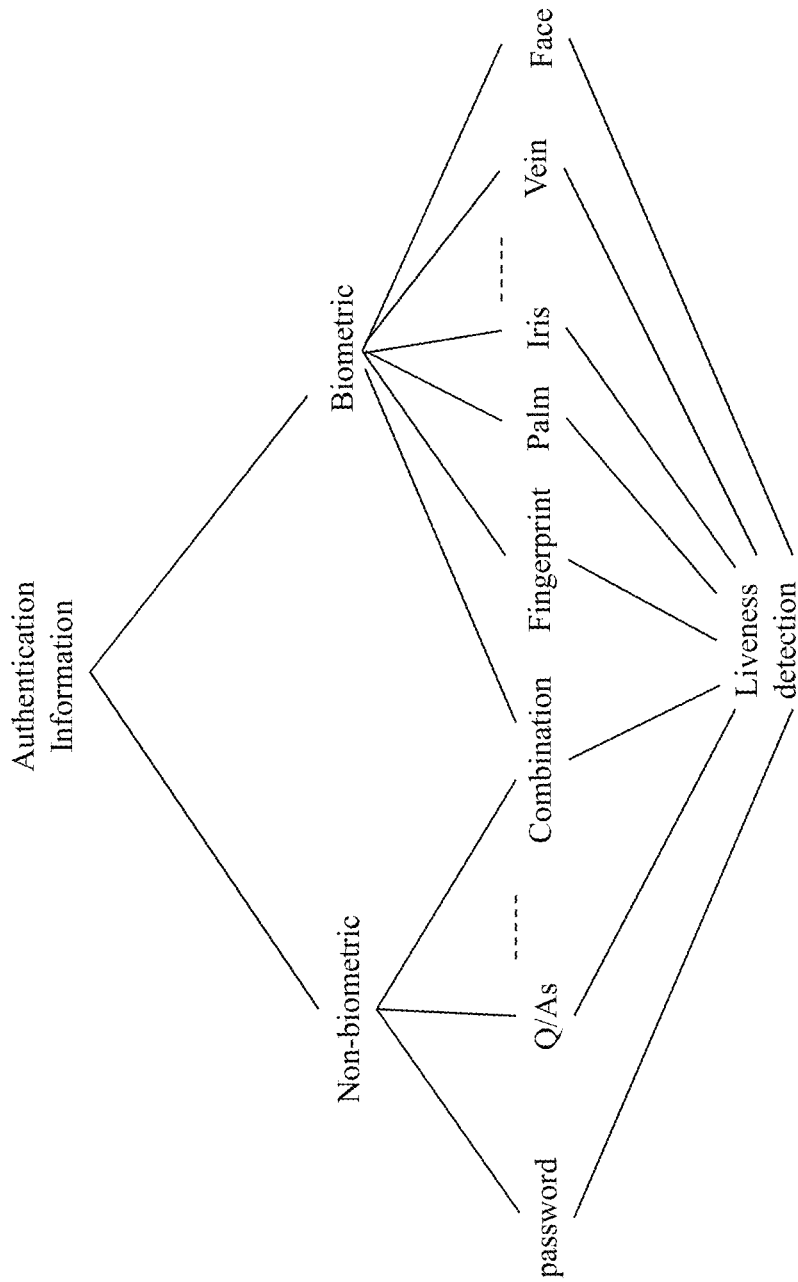 Authentication
Information
Non-biometric
Biometric
password
Q/As
Combination
Fingerprint
Palm
Iris
Vein
Face
Liveness
detection